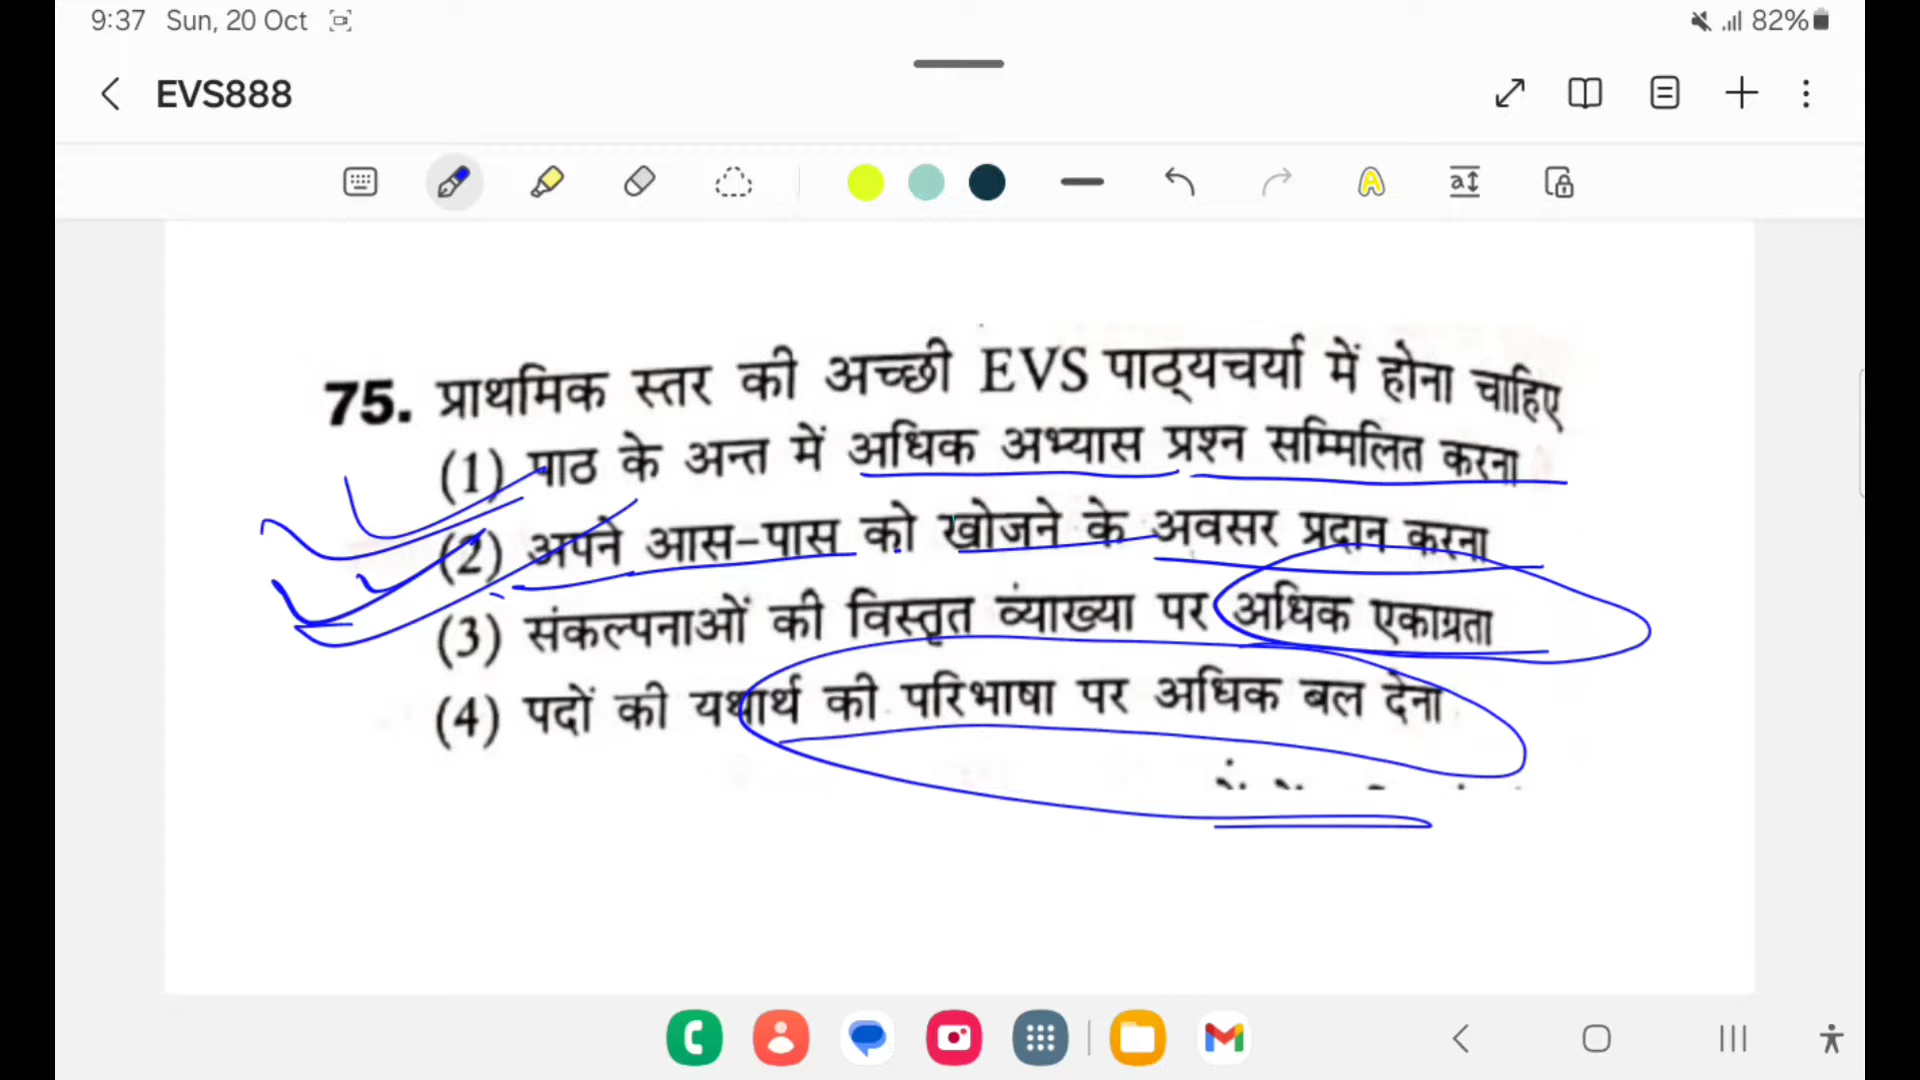 9:37 Sun, 20 Oct 82%
EVS888
75. प्राथमिक स्तर की अच्छी EVS पाठ्यचर्या में होना चाहिए
(1) पाठ के अन्त में अधिक अभ्यास प्रश्न सम्मिलित करना
(2) अपने आस-पास को खोजने के अवसर प्रदान करना
(3) संकल्पनाओं की विस्तृत व्याख्या पर अधिक एकाग्रता
(4) पदों की यथार्थ की परिभाषा पर अधिक बल देना